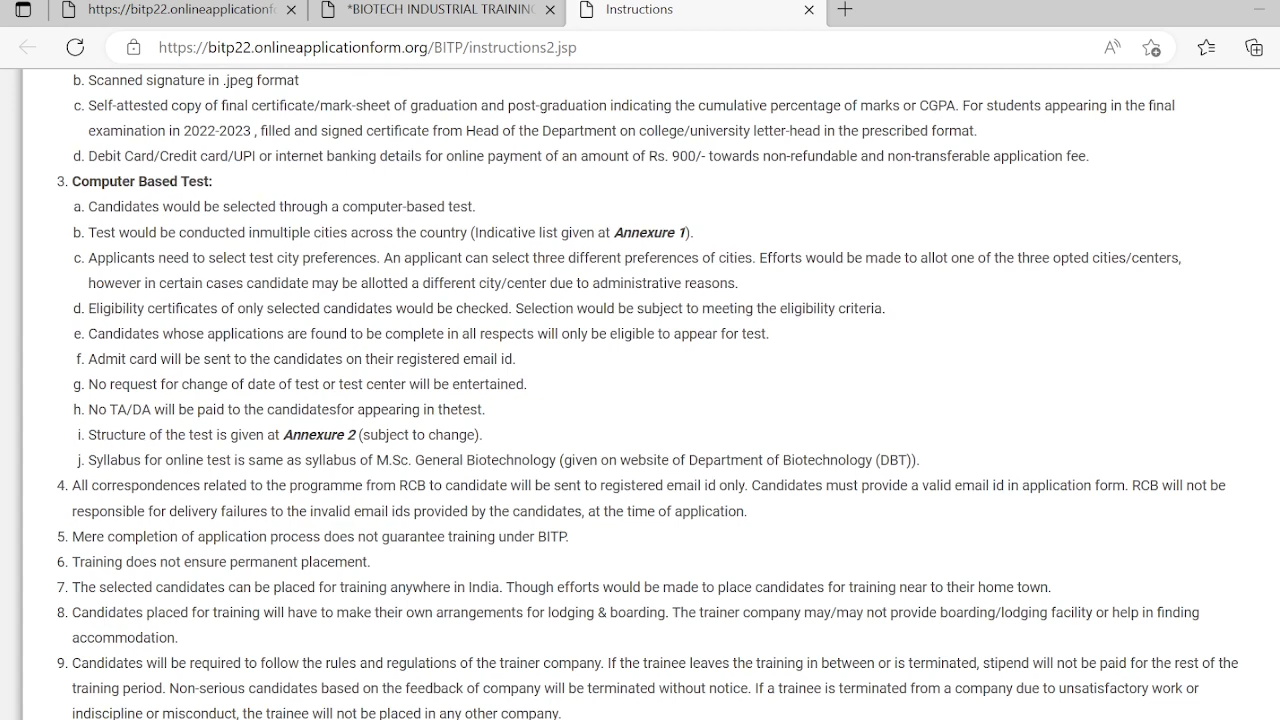 https://bitp22.onlineapplicationf
*BIOTECH INDUSTRIAL TRAINING
Instructions
https://bitp22.onlineapplicationform.org/BITP/instructions2.jsp
b. Scanned signature in .jpeg format
c. Self-attested copy of final certificate/mark-sheet of graduation and post-graduation indicating the cumulative percentage of marks or CGPA. For students appearing in the final
examination in 2022-2023 , filled and signed certificate from Head of the Department on college/university letter-head in the prescribed format.
d. Debit Card/Credit card/UPI or internet banking details for online payment of an amount of Rs. 900/- towards non-refundable and non-transferable application fee.
3. Computer Based Test:
a. Candidates would be selected through a computer-based test.
b. Test would be conducted inmultiple cities across the country (Indicative list given at Annexure 1).
c. Applicants need to select test city preferences. An applicant can select three different preferences of cities. Efforts would be made to allot one of the three opted cities/centers,
however in certain cases candidate may be allotted a different city/center due to administrative reasons.
d. Eligibility certificates of only selected candidates would be checked. Selection would be subject to meeting the eligibility criteria.
e. Candidates whose applications are found to be complete in all respects will only be eligible to appear for test.
f. Admit card will be sent to the candidates on their registered email id.
g. No request for change of date of test or test center will be entertained.
h. No TA/DA will be paid to the candidatesfor appearing in thetest.
i. Structure of the test is given at Annexure 2 (subject to change).
j. Syllabus for online test is same as syllabus of M.Sc. General Biotechnology (given on website of Department of Biotechnology (DBT)).
4. All correspondences related to the programme from RCB to candidate will be sent to registered email id only. Candidates must provide a valid email id in application form. RCB will not be
responsible for delivery failures to the invalid email ids provided by the candidates, at the time of application.
5. Mere completion of application process does not guarantee training under BITP.
6. Training does not ensure permanent placement.
7. The selected candidates can be placed for training anywhere in India. Though efforts would be made to place candidates for training near to their home town.
8. Candidates placed for training will have to make their own arrangements for lodging & boarding. The trainer company may/may not provide boarding/lodging facility or help in finding
accommodation.
9. Candidates will be required to follow the rules and regulations of the trainer company. If the trainee leaves the training in between or is terminated, stipend will not be paid for the rest of the
training period. Non-serious candidates based on the feedback of company will be terminated without notice. If a trainee is terminated from a company due to unsatisfactory work or
indiscipline or misconduct, the trainee will not be placed in any other company.